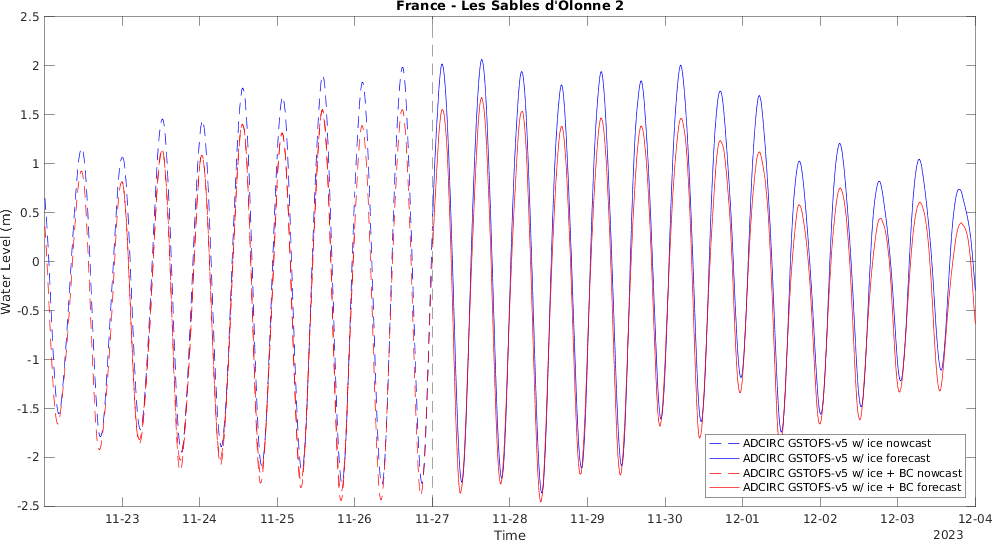 France - Les Sables d'Olonne 2
2.5
2
1.5
1
0.5
0
-0.5
-1
-1.5
-2
-2.5
Water Level (m)
11-23 11-24 11-25 11-26 11-27 11-28 11-29 11-30 12-01 12-02 12-03 12-04
Time
2023
ADCIRC GSTOFS-v5 w/ ice nowcast
ADCIRC GSTOFS-v5 w/ ice forecast
ADCIRC GSTOFS-v5 w/ ice + BC nowcast
ADCIRC GSTOFS-v5 w/ ice + BC forecast